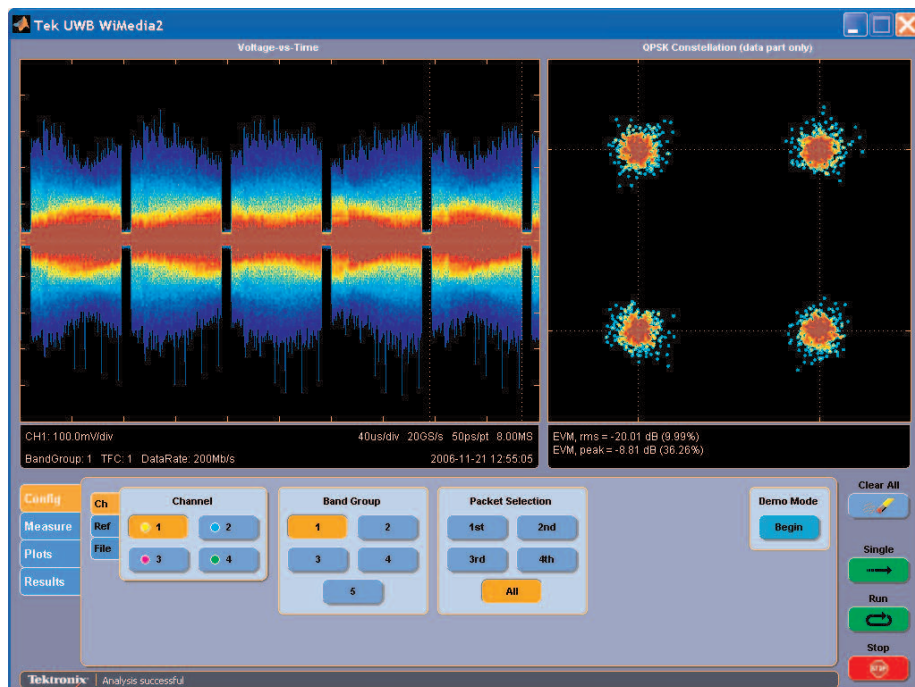 Tek UWB WiMedia2
Voltage-vs-Time
QPSK Constellation (data part only)
CH1: 100.0mV/div
40us/div 20GS/s 50ps/pt 8.00MS
BandGroup: 1 TFC: 1 DataRate: 200Mb/s
2006-11-21 12:55:05
EVM, rms = -20.01 dB (9.99%)
EVM, peak = -8.81 dB (36.26%)
Config
Measure
Plots
Results
Ch
Ref
File
Channel
1
2
3
4
Band Group
1
2
3
4
5
Packet Selection
1st
2nd
3rd
4th
All
Demo Mode
Begin
Clear All
Single
Run
Stop
STOP
Tektronix
Analysis successful